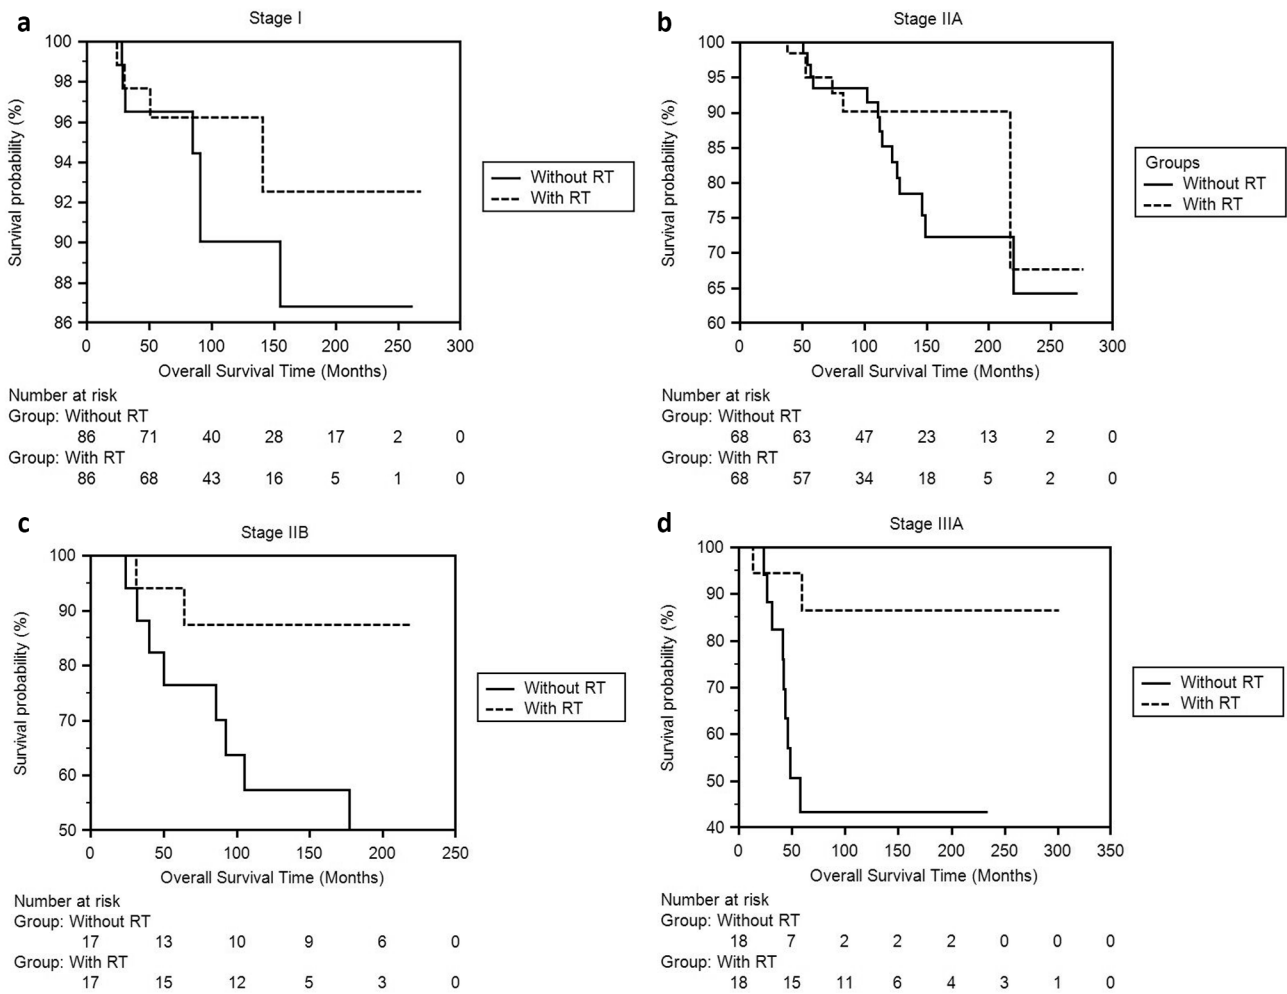 a
Stage I
100
98
96
94
92
90
88
86
Survival probability (%)
0 50 100 150 200 250 300
Overall Survival Time (Months)
Without RT
With RT
Number at risk
Group: Without RT
86 71 40 28 17 2 0
Group: With RT
86 68 43 16 5 1 0
b
Stage IIA
100
95
90
85
80
75
70
65
60
Survival probability (%)
0 50 100 150 200 250 300
Overall Survival Time (Months)
Groups
Without RT
With RT
Number at risk
Group: Without RT
68 63 47 23 13 2 0
Group: With RT
68 57 34 18 5 2 0
c
Stage IIB
100
90
80
70
60
50
Survival probability (%)
0 50 100 150 200 250
Overall Survival Time (Months)
Without RT
With RT
Number at risk
Group: Without RT
17 13 10 9 6 0
Group: With RT
17 15 12 5 3 0
d
Stage IIIA
100
90
80
70
60
50
40
Survival probability (%)
0 50 100 150 200 250 300 350
Overall Survival Time (Months)
Without RT
With RT
Number at risk
Group: Without RT
18 7 2 2 2 0 0 0
Group: With RT
18 15 11 6 4 3 1 0